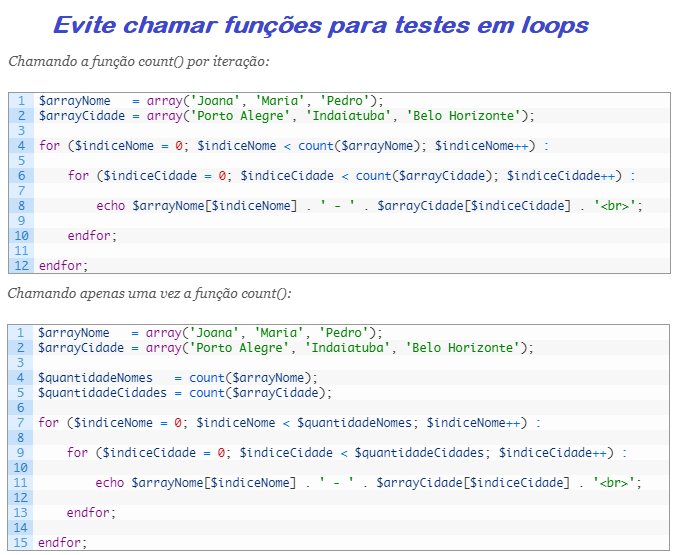 Evite chamar funções para testes em loops
Chamando a função count() por iteração:
1 $arrayNome   = array('Joana', 'Maria', 'Pedro');
2 $arrayCidade = array('Porto Alegre', 'Indaiatuba', 'Belo Horizonte');
3
4 for ($indiceNome = 0; $indiceNome < count($arrayNome); $indiceNome++) :
5
6     for ($indiceCidade = 0; $indiceCidade < count($arrayCidade); $indiceCidade++) :
7
8         echo $arrayNome[$indiceNome] . ' - ' . $arrayCidade[$indiceCidade] . '<br>';
9
10     endfor;
11
12 endfor;
Chamando apenas uma vez a função count():
1 $arrayNome   = array('Joana', 'Maria', 'Pedro');
2 $arrayCidade = array('Porto Alegre', 'Indaiatuba', 'Belo Horizonte');
3
4 $quantidadeNomes   = count($arrayNome);
5 $quantidadeCidades = count($arrayCidade);
6
7 for ($indiceNome = 0; $indiceNome < $quantidadeNomes; $indiceNome++) :
8
9     for ($indiceCidade = 0; $indiceCidade < $quantidadeCidades; $indiceCidade++) :
10
11         echo $arrayNome[$indiceNome] . ' - ' . $arrayCidade[$indiceCidade] . '<br>';
12
13     endfor;
14
15 endfor;